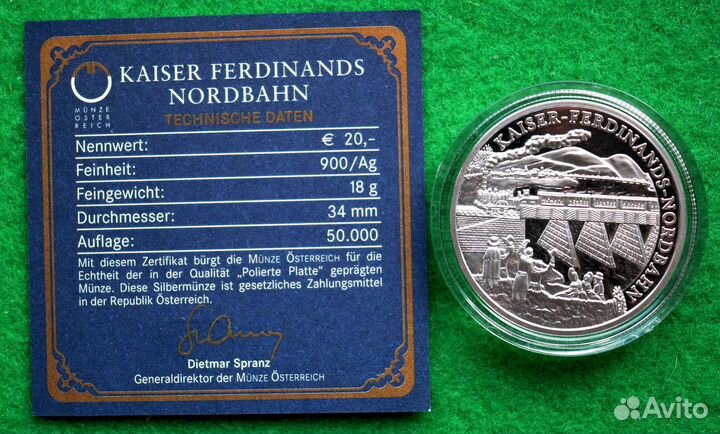 MÜNZE
ÖSTER
REICH
KAISER FERDINANDS
NORDBAHN
TECHNISCHE DATEN
Nennwert: € 20,–
Feinheit: 900/Ag
Feingewicht: 18 g
Durchmesser: 34 mm
Auflage: 50.000
Mit diesem Zertifikat bürgt die MÜNZE ÖSTERREICH für die
Echtheit der in der Qualität „Polierte Platte“ geprägten
Münze. Diese Silbermünze ist gesetzliches Zahlungsmittel
in der Republik Österreich.
Dietmar Spranz
Generaldirektor der MÜNZE ÖSTERREICH
KAISER-FERDINANDS-NORDBAHN
Avito